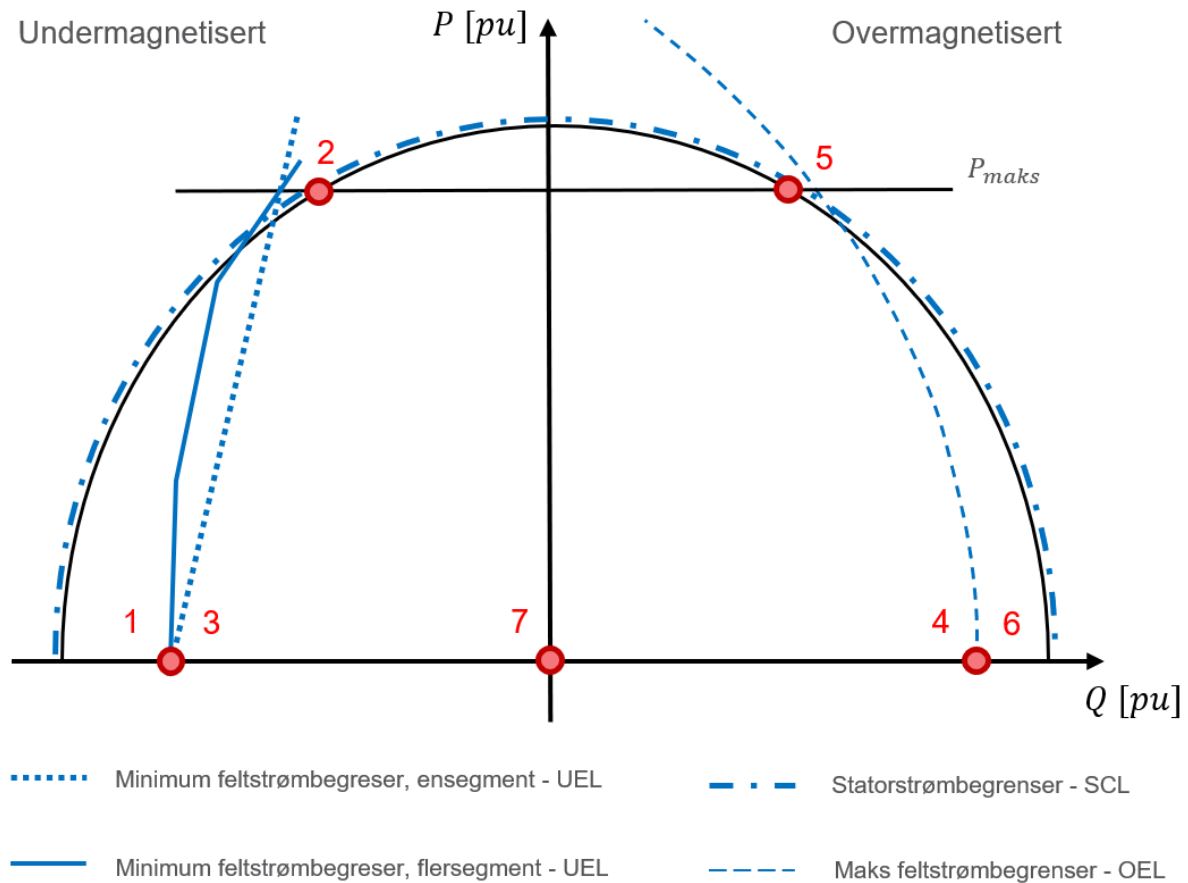 Undermagnetisert
P [pu]
Overmagnetisert
2
5
P_maks
1
3
7
4
6
Q [pu]
Minimum feltstrømbegreser, ensegment - UEL
Statorstrømbegrenser - SCL
Minimum feltstrømbegreser, flersegment - UEL
Maks feltstrømbegrenser - OEL